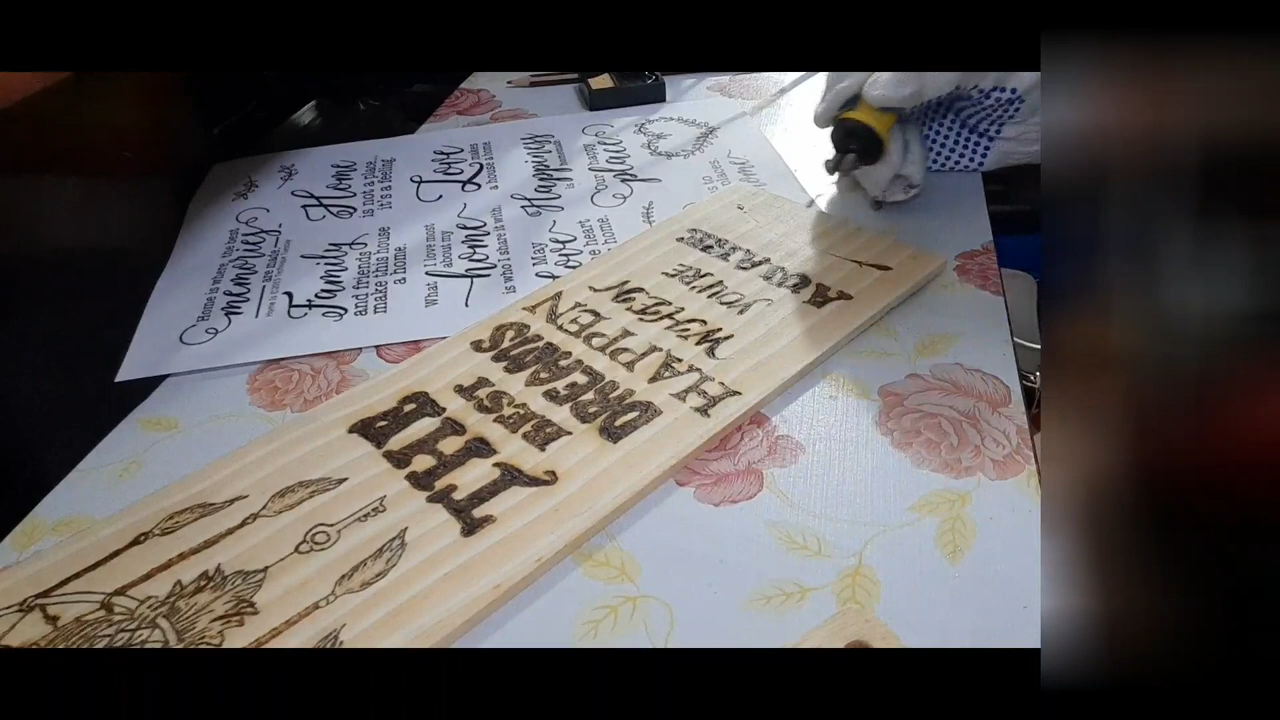 THE
BEST
DREAMS
HAPPEN
WHEN
YOU'RE
AWAKE
Home is where the best
memories
are made
Family
and friends
make this house
a home.
Home
is not a place...
it's a feeling
What I love most
about my
home
is who I share it with.
Love
makes
a house a home
May
love
be the heart
home.
Happiness
is
homemade
Our happy
place